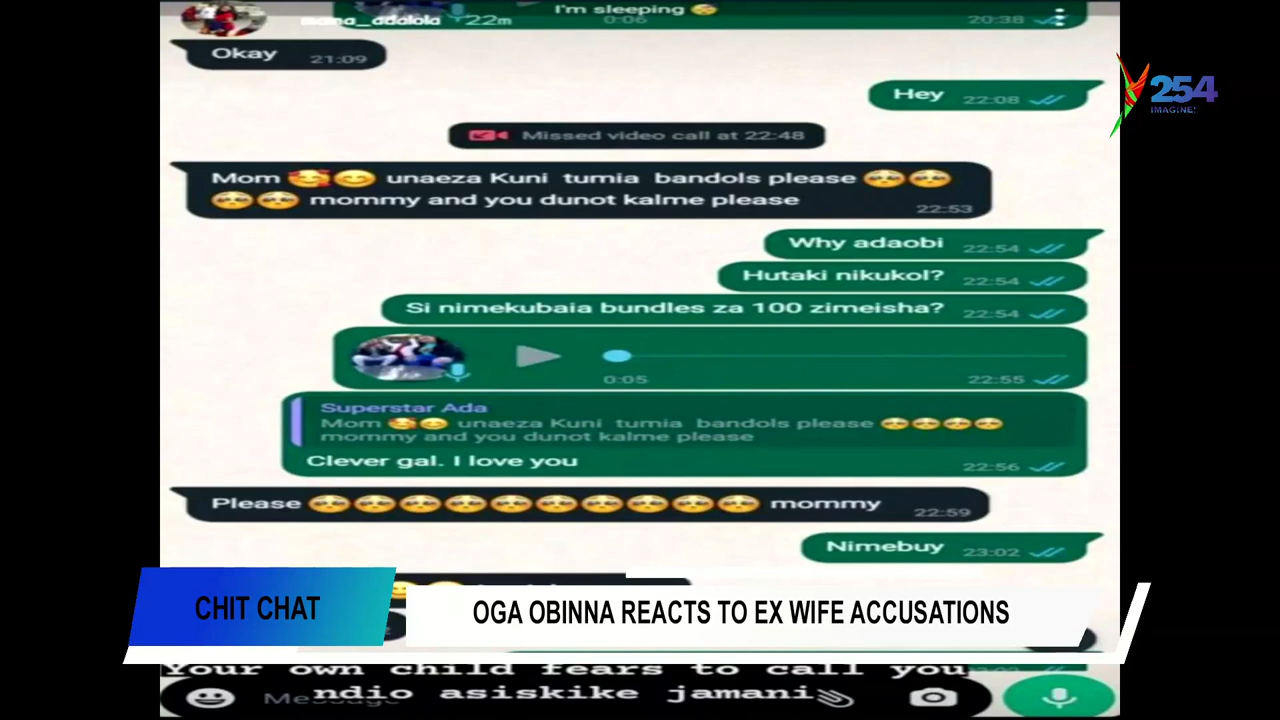 I'm sleeping
mama_adalola 22m
0:06 20:38
Okay 21:09
Hey 22:08
254
IMAGINE!
Missed video call at 22:48
Mom 🥰😊 unaeza Kuni tumia bandols please 🥺🥺
🥺🥺 mommy and you dunot kalme please
22:53
Why adaobi 22:54
Hutaki nikukol? 22:54
Si nimekubaia bundles za 100 zimeisha? 22:54
0:05 22:55
Superstar Ada
Mom 🥰😊 unaeza Kuni tumia bandols please 🥺🥺🥺🥺
mommy and you dunot kalme please
Clever gal. I love you 22:56
Please 🥺🥺🥺🥺🥺🥺🥺🥺🥺🥺 mommy 22:59
Nimebuy 23:02
CHIT CHAT
OGA OBINNA REACTS TO EX WIFE ACCUSATIONS
Your own child fears to call you,
ndio asiskike jamani